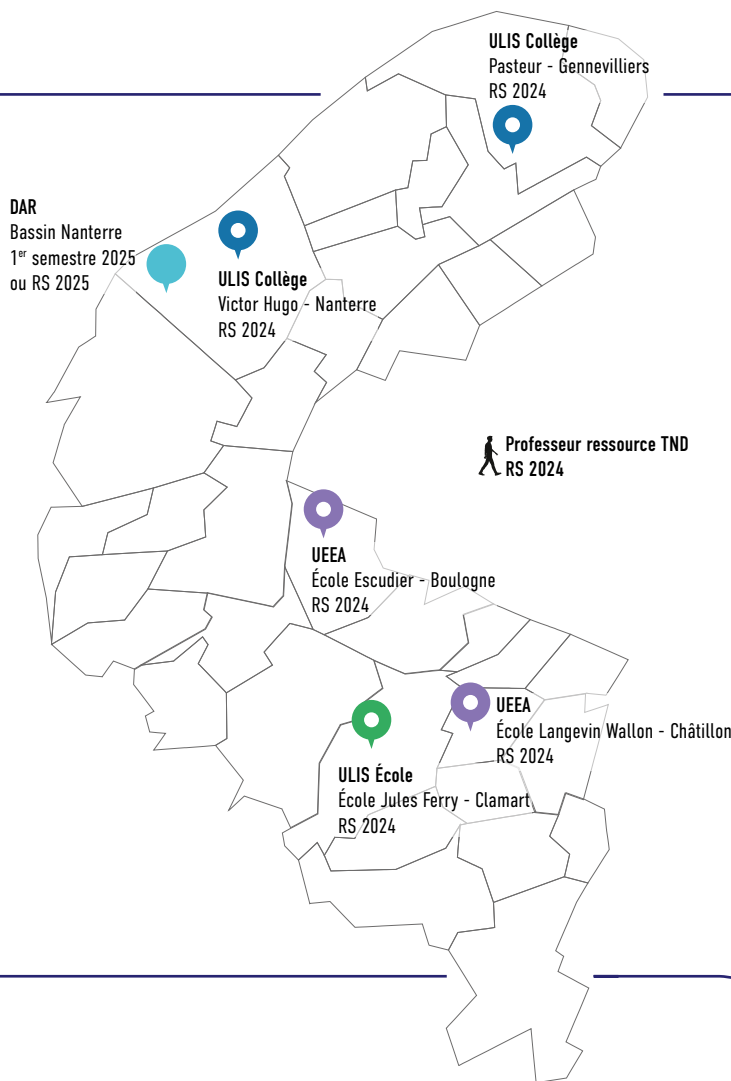 ULIS Collège
Pasteur - Gennevilliers
RS 2024
DAR
Bassin Nanterre
1er semestre 2025
ou RS 2025
ULIS Collège
Victor Hugo - Nanterre
RS 2024
Professeur ressource TND
RS 2024
UEEA
École Escudier - Boulogne
RS 2024
UEEA
École Langevin Wallon - Châtillon
RS 2024
ULIS École
École Jules Ferry - Clamart
RS 2024